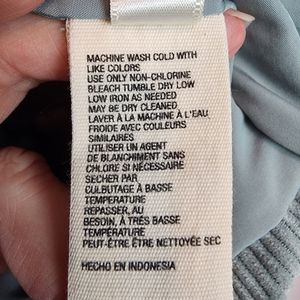 MACHINE WASH COLD WITH
LIKE COLORS
USE ONLY NON-CHLORINE
BLEACH TUMBLE DRY LOW
LOW IRON AS NEEDED
MAY BE DRY CLEANED
LAVER À LA MACHINE À L'EAU
FROIDE AVEC COULEURS
SIMILAIRES
UTILISER UN AGENT
DE BLANCHIMENT SANS
CHLORE SI NÉCESSAIRE
SECHER PAR
CULBUTAGE À BASSE
TEMPERATURE
REPASSER, AU
BESOIN, À TRÈS BASSE
TEMPÉRATURE
PEUT-ÊTRE ÊTRE NETTOYÉE SEC
HECHO EN INDONESIA